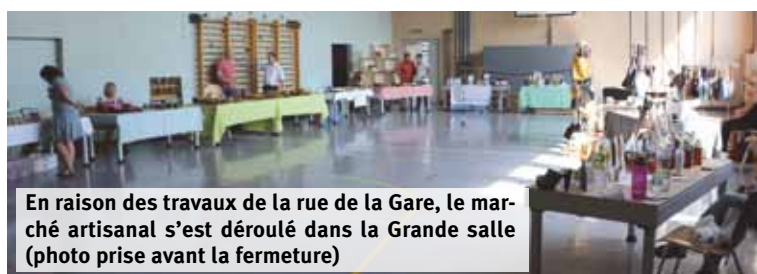 En raison des travaux de la rue de la Gare, le mar-
ché artisanal s’est déroulé dans la Grande salle
(photo prise avant la fermeture)